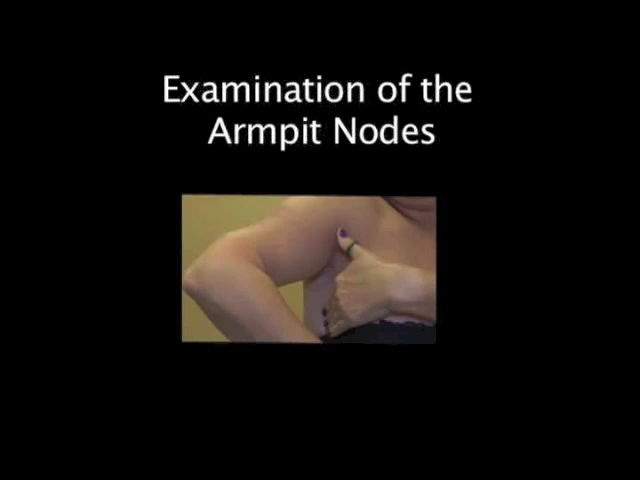 Examination of the
Armpit Nodes